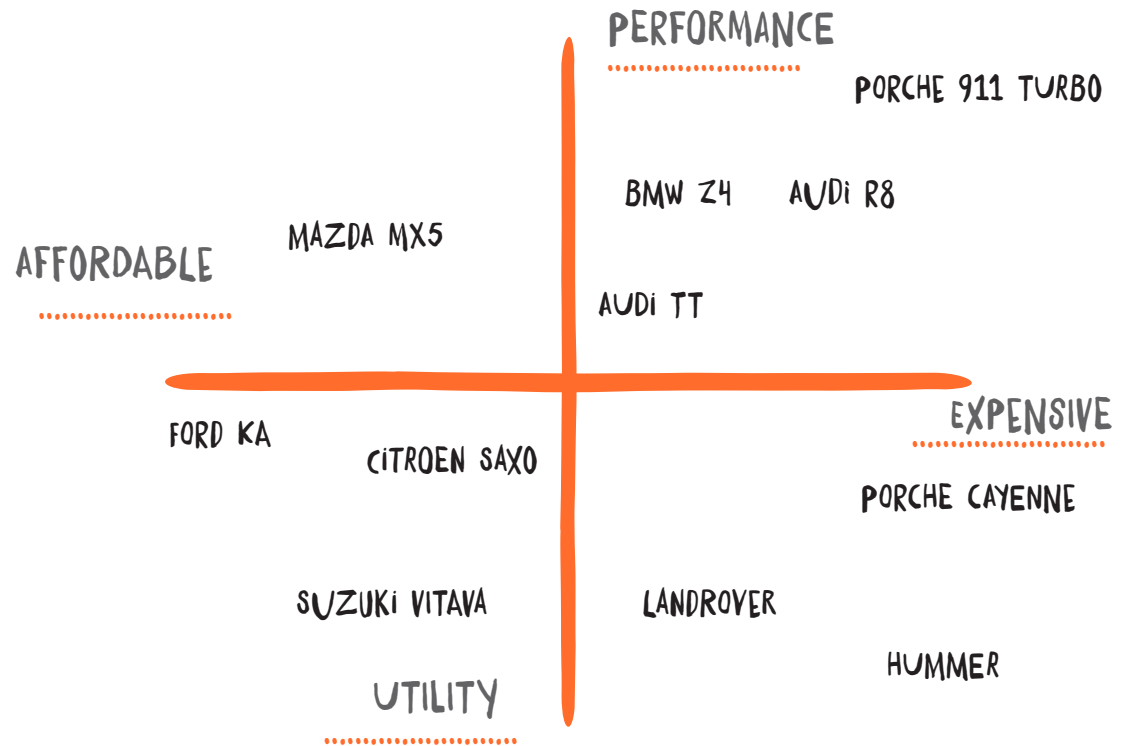 PERFORMANCE
PORCHE 911 TURBO
BMW Z4
AUDi R8
MAZDA MX5
AFFORDABLE
AUDi TT
EXPENSIVE
FORD KA
CiTROEN SAXO
PORCHE CAYENNE
SUZUKi VITAVA
LANDROVER
HUMMER
UTILITY